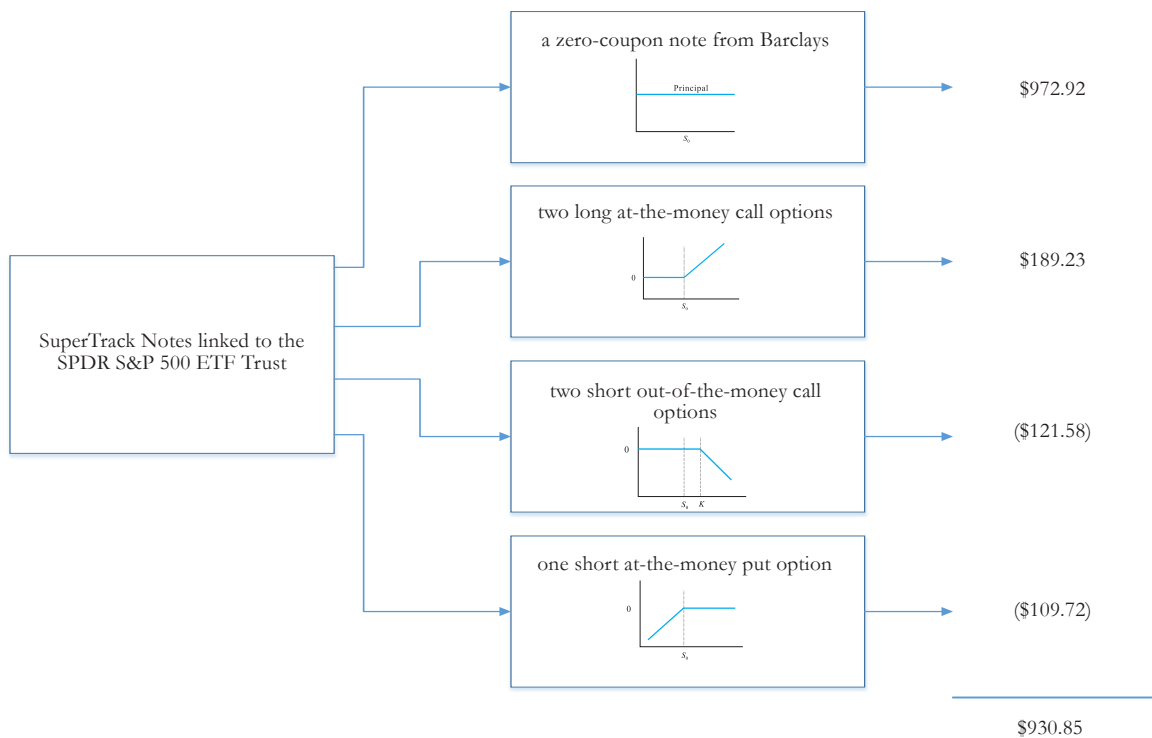 a zero-coupon note from Barclays
Principal
S₀
$972.92
two long at-the-money call options
0
S₀
$189.23
SuperTrack Notes linked to the
SPDR S&P 500 ETF Trust
two short out-of-the-money call
options
0
S₀ K
($121.58)
one short at-the-money put option
0
S₀
($109.72)
$930.85